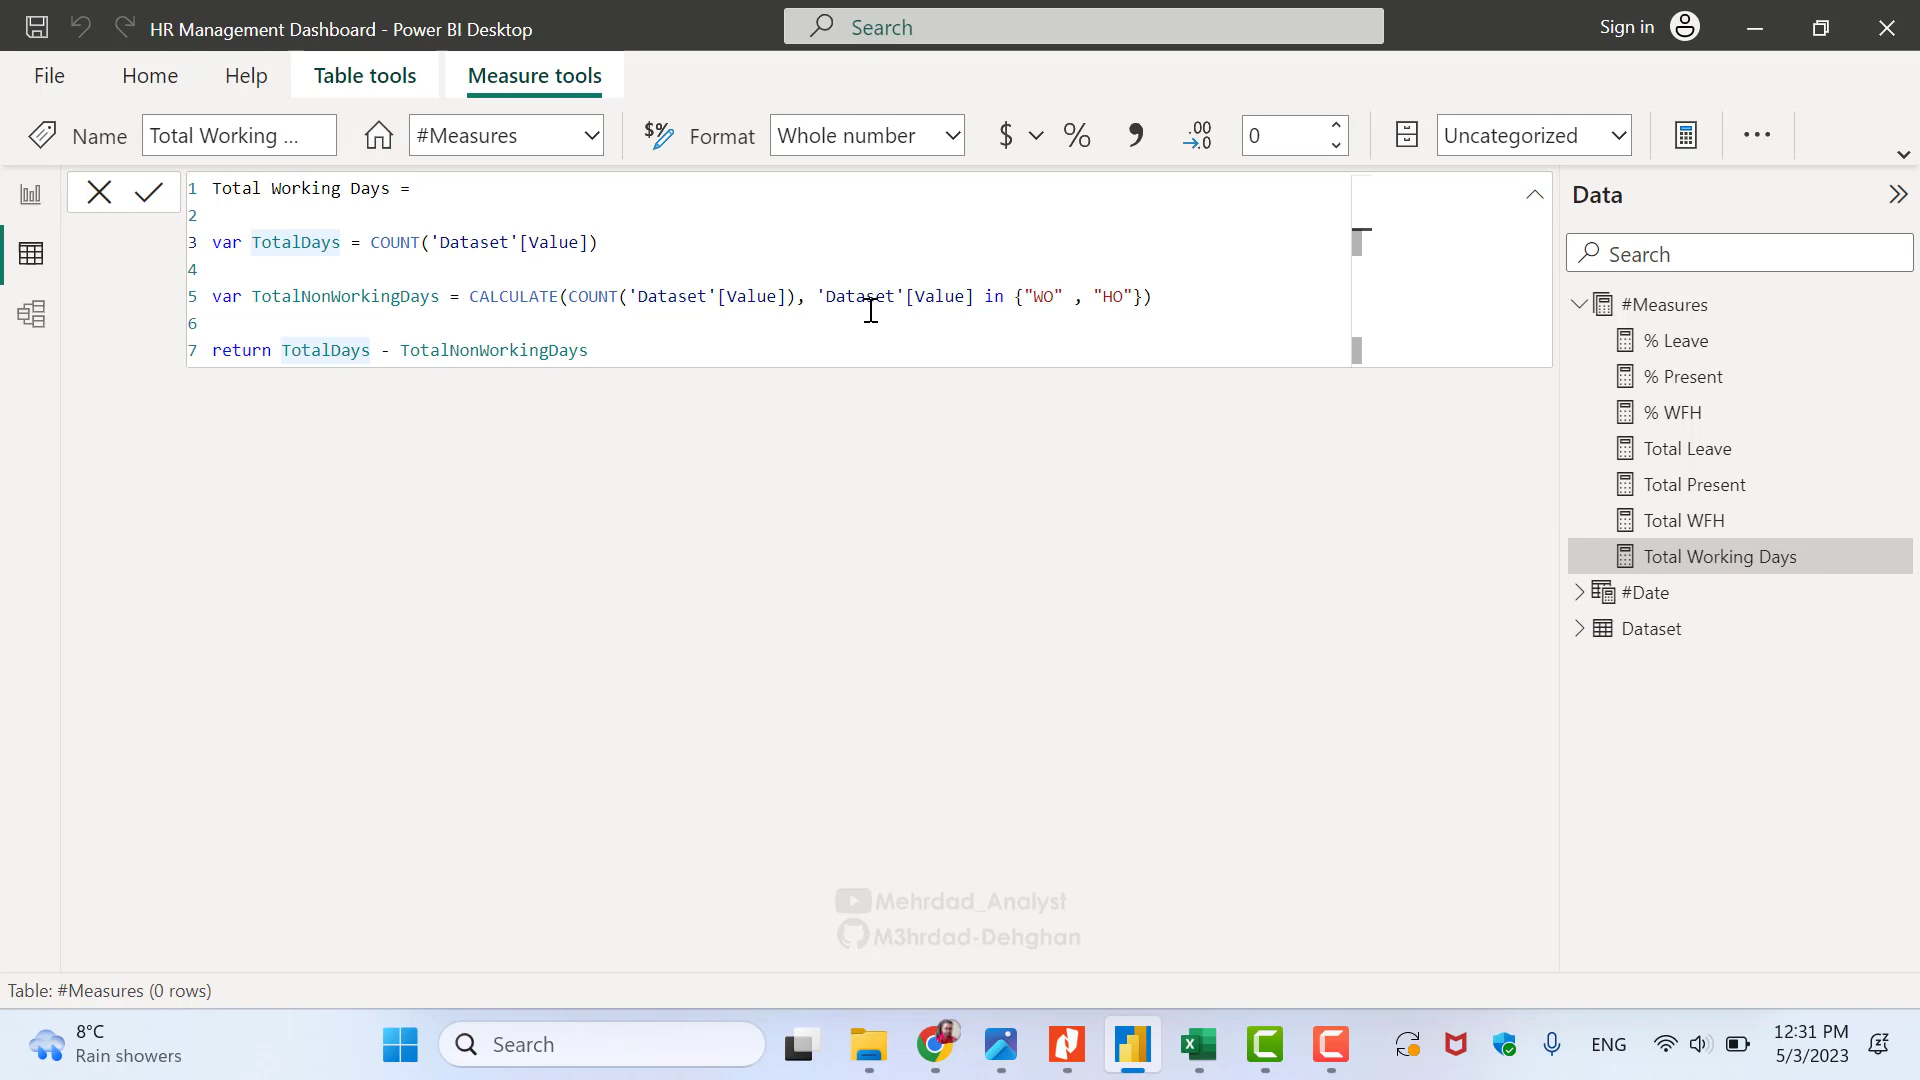 HR Management Dashboard - Power BI Desktop
Search
Sign in
File
Home
Help
Table tools
Measure tools
Name
Total Working ...
#Measures
$%
Format
Whole number
$
%
,
.00
→.0
0
Uncategorized
...
1 Total Working Days =
2
3 var TotalDays = COUNT('Dataset'[Value])
4
5 var TotalNonWorkingDays = CALCULATE(COUNT('Dataset'[Value]), 'Dataset'[Value] in {"WO" , "HO"})
6
7 return TotalDays - TotalNonWorkingDays
Data
Search
#Measures
% Leave
% Present
% WFH
Total Leave
Total Present
Total WFH
Total Working Days
#Date
Dataset
Mehrdad_Analyst
M3hrdad-Dehghan
Table: #Measures (0 rows)
8°C
Rain showers
Search
ENG
12:31 PM
5/3/2023